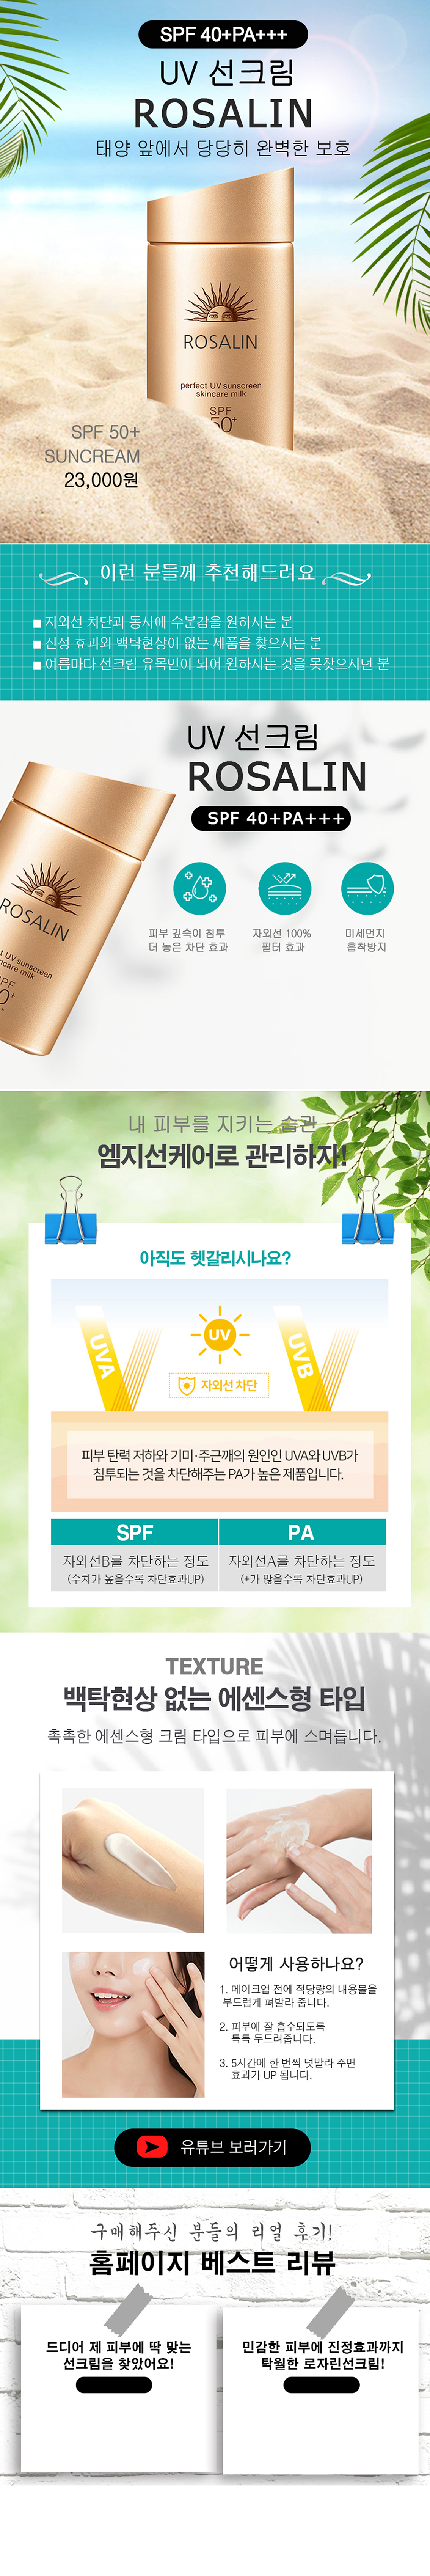 SPF 40+PA+++
UV 선크림
ROSALIN
태양 앞에서 당당히 완벽한 보호
ROSALIN
perfect UV sunscreen
skincare milk
SPF
50+
SPF 50+
SUNCREAM
23,000원
이런 분들께 추천해드려요
자외선 차단과 동시에 수분감을 원하시는 분
진정 효과와 백탁현상이 없는 제품을 찾으시는 분
여름마다 선크림 유목민이 되어 원하시는 것을 못찾으시던 분
UV 선크림
ROSALIN
SPF 40+PA+++
ROSALIN
t UV sunscreen
ncare milk
PF
0+
피부 깊숙이 침투
더 높은 차단 효과
자외선 100%
필터 효과
미세먼지
흡착방지
내 피부를 지키는 습관
엠지선케어로 관리하자!
아직도 헷갈리시나요?
UVA
UV
UVB
자외선 차단
피부 탄력 저하와 기미·주근깨의 원인인 UVA와 UVB가
침투되는 것을 차단해주는 PA가 높은 제품입니다.
SPF
PA
자외선B를 차단하는 정도
(수치가 높을수록 차단효과UP)
자외선A를 차단하는 정도
(+가 많을수록 차단효과UP)
TEXTURE
백탁현상 없는 에센스형 타입
촉촉한 에센스형 크림 타입으로 피부에 스며듭니다.
어떻게 사용하나요?
1. 메이크업 전에 적당량의 내용물을
부드럽게 펴발라 줍니다.
2. 피부에 잘 흡수되도록
톡톡 두드려줍니다.
3. 5시간에 한 번씩 덧발라 주면
효과가 UP 됩니다.
유튜브 보러가기
구매해주신 분들의 리얼 후기!
홈페이지 베스트 리뷰
드디어 제 피부에 딱 맞는
선크림을 찾았어요!
민감한 피부에 진정효과까지
탁월한 로자린선크림!